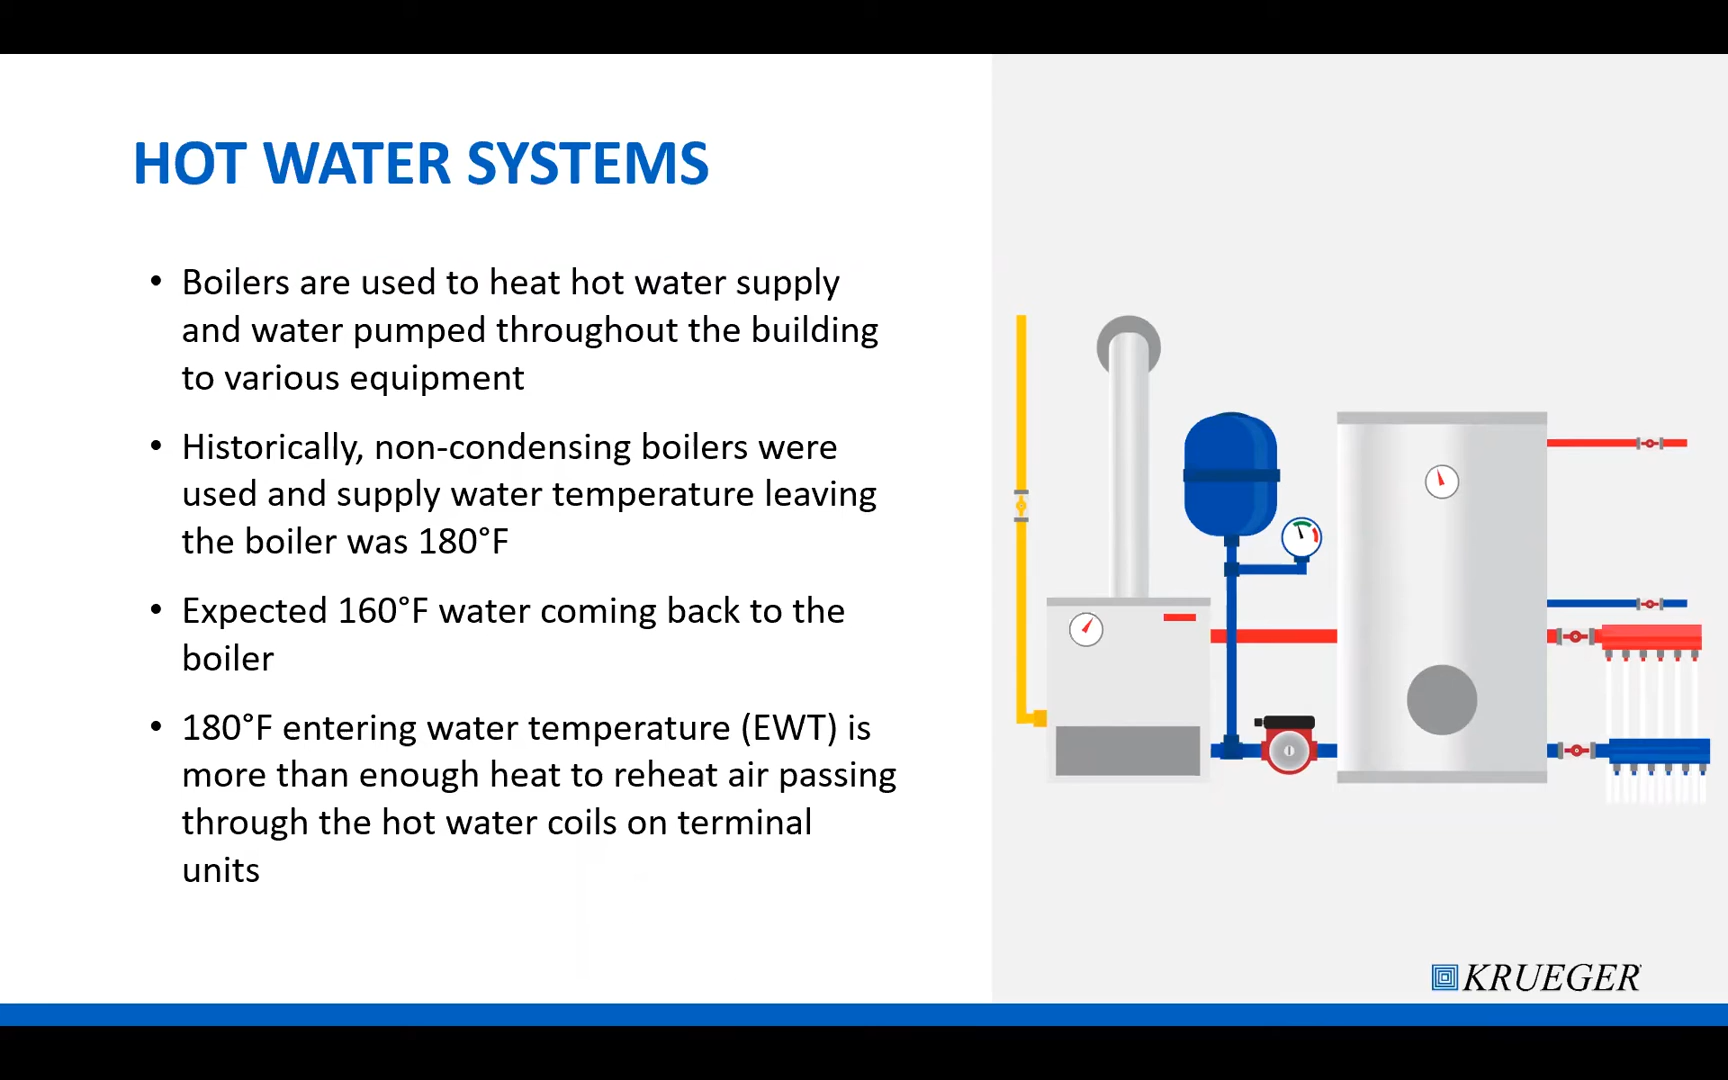 HOT WATER SYSTEMS
• Boilers are used to heat hot water supply
and water pumped throughout the building
to various equipment
• Historically, non-condensing boilers were
used and supply water temperature leaving
the boiler was 180°F
• Expected 160°F water coming back to the
boiler
• 180°F entering water temperature (EWT) is
more than enough heat to reheat air passing
through the hot water coils on terminal
units
KRUEGER